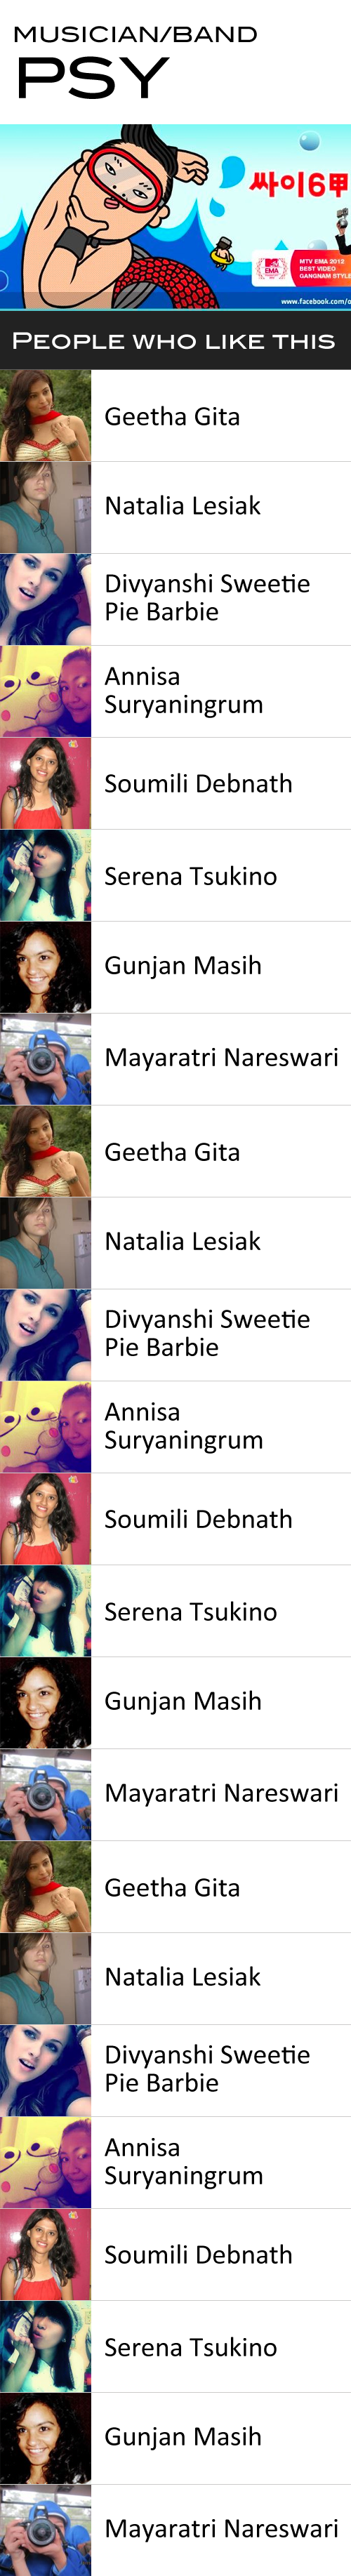 MUSICIAN/BAND
PSY
싸이6甲
MTV EMA 2012
BEST VIDEO
GANGNAM STYLE
www.facebook.com/o
PEOPLE WHO LIKE THIS
Geetha Gita
Natalia Lesiak
Divyanshi Sweetie
Pie Barbie
Annisa
Suryaningrum
Soumili Debnath
Serena Tsukino
Gunjan Masih
Mayaratri Nareswari
Geetha Gita
Natalia Lesiak
Divyanshi Sweetie
Pie Barbie
Annisa
Suryaningrum
Soumili Debnath
Serena Tsukino
Gunjan Masih
Mayaratri Nareswari
Geetha Gita
Natalia Lesiak
Divyanshi Sweetie
Pie Barbie
Annisa
Suryaningrum
Soumili Debnath
Serena Tsukino
Gunjan Masih
Mayaratri Nareswari